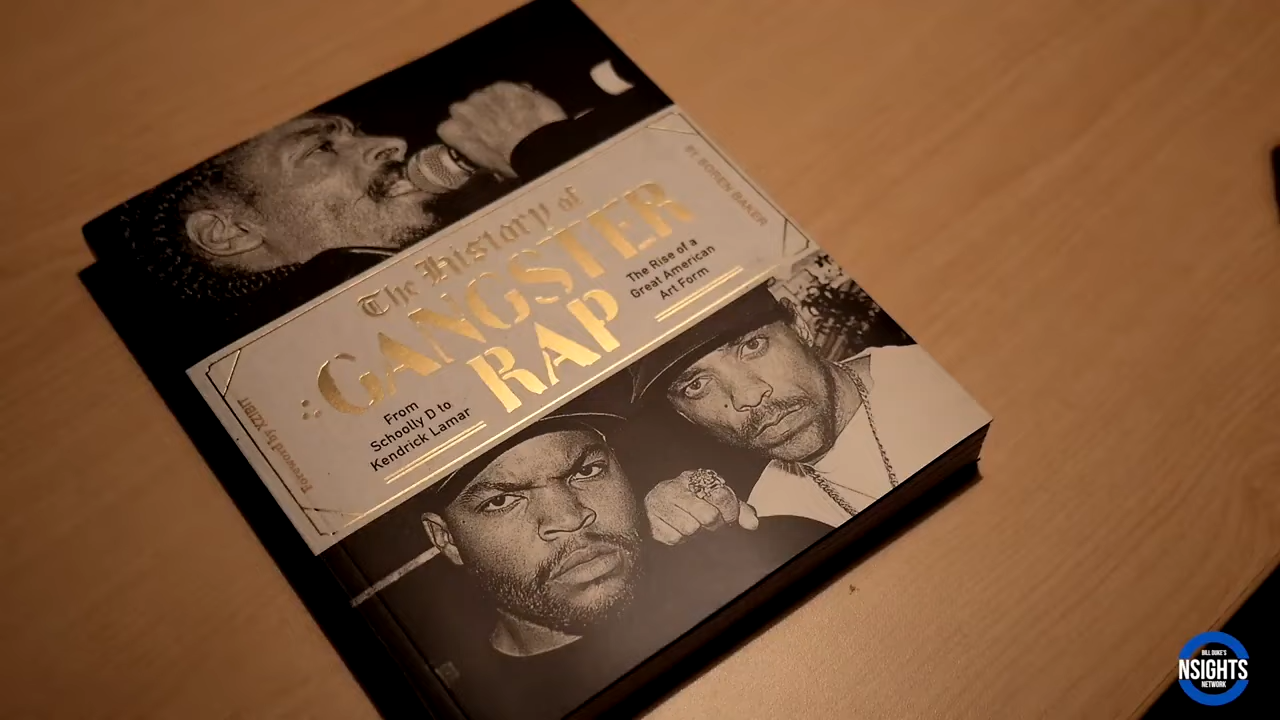 The History of
GANGSTER
RAP
From
Schoolly D to
Kendrick Lamar
The Rise of a
Great American
Art Form
Foreword by XZIBIT
BY SOREN BAKER
BILL DUKE'S
NSIGHTS
NETWORK